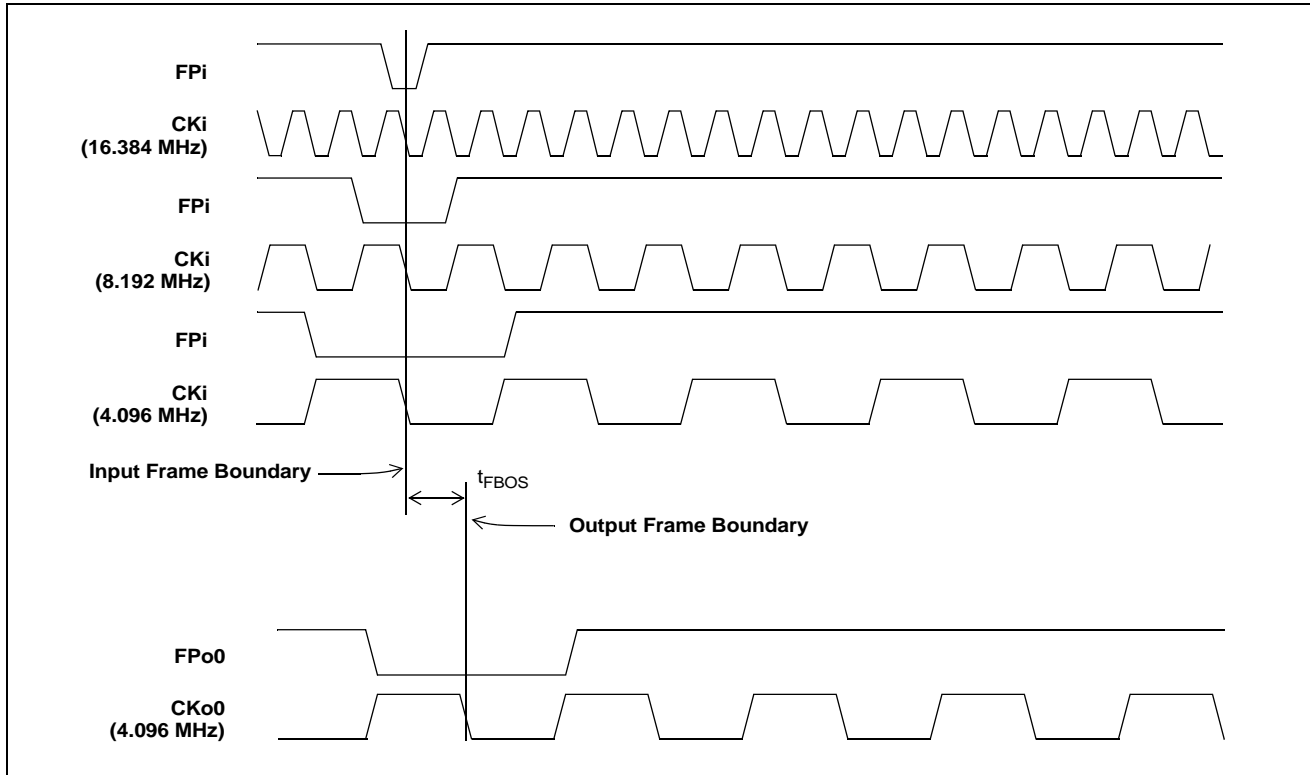 FPi
CKi
(16.384 MHz)
FPi
CKi
(8.192 MHz)
FPi
CKi
(4.096 MHz)
Input Frame Boundary
tFBOS
Output Frame Boundary
FPo0
CKo0
(4.096 MHz)